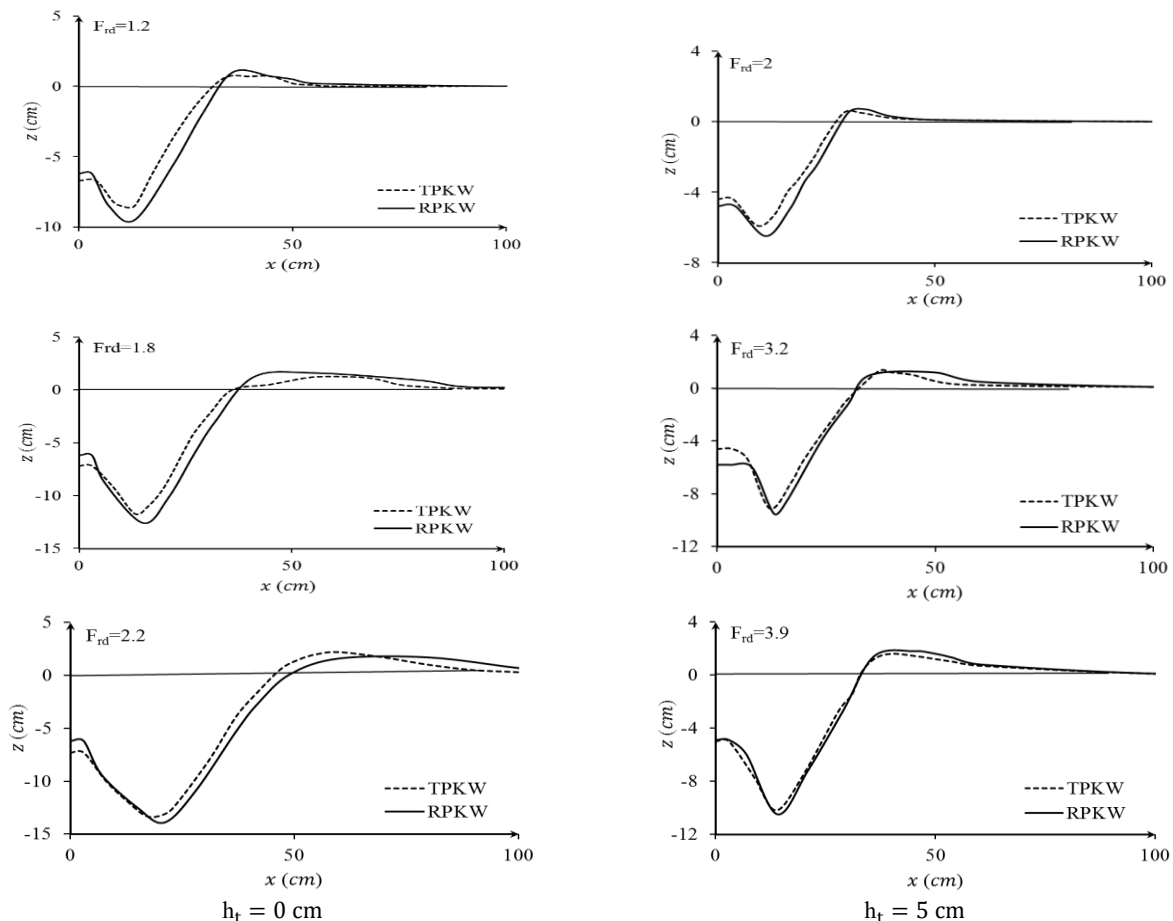 5
F_rd=1.2
0
z (cm)
-5
TPKW
RPKW
-10
0
50
100
x (cm)
4
F_rd=2
0
z (cm)
-4
TPKW
RPKW
-8
0
50
100
x (cm)
5
Frd=1.8
0
z (cm)
-5
-10
TPKW
RPKW
-15
0
50
100
x (cm)
4
F_rd=3.2
0
z (cm)
-4
-8
TPKW
RPKW
-12
0
50
100
x (cm)
5
F_rd=2.2
0
z (cm)
-5
-10
TPKW
RPKW
-15
0
50
100
x (cm)
4
F_rd=3.9
0
z (cm)
-4
-8
TPKW
RPKW
-12
0
50
100
x (cm)
h_t = 0 cm
h_t = 5 cm